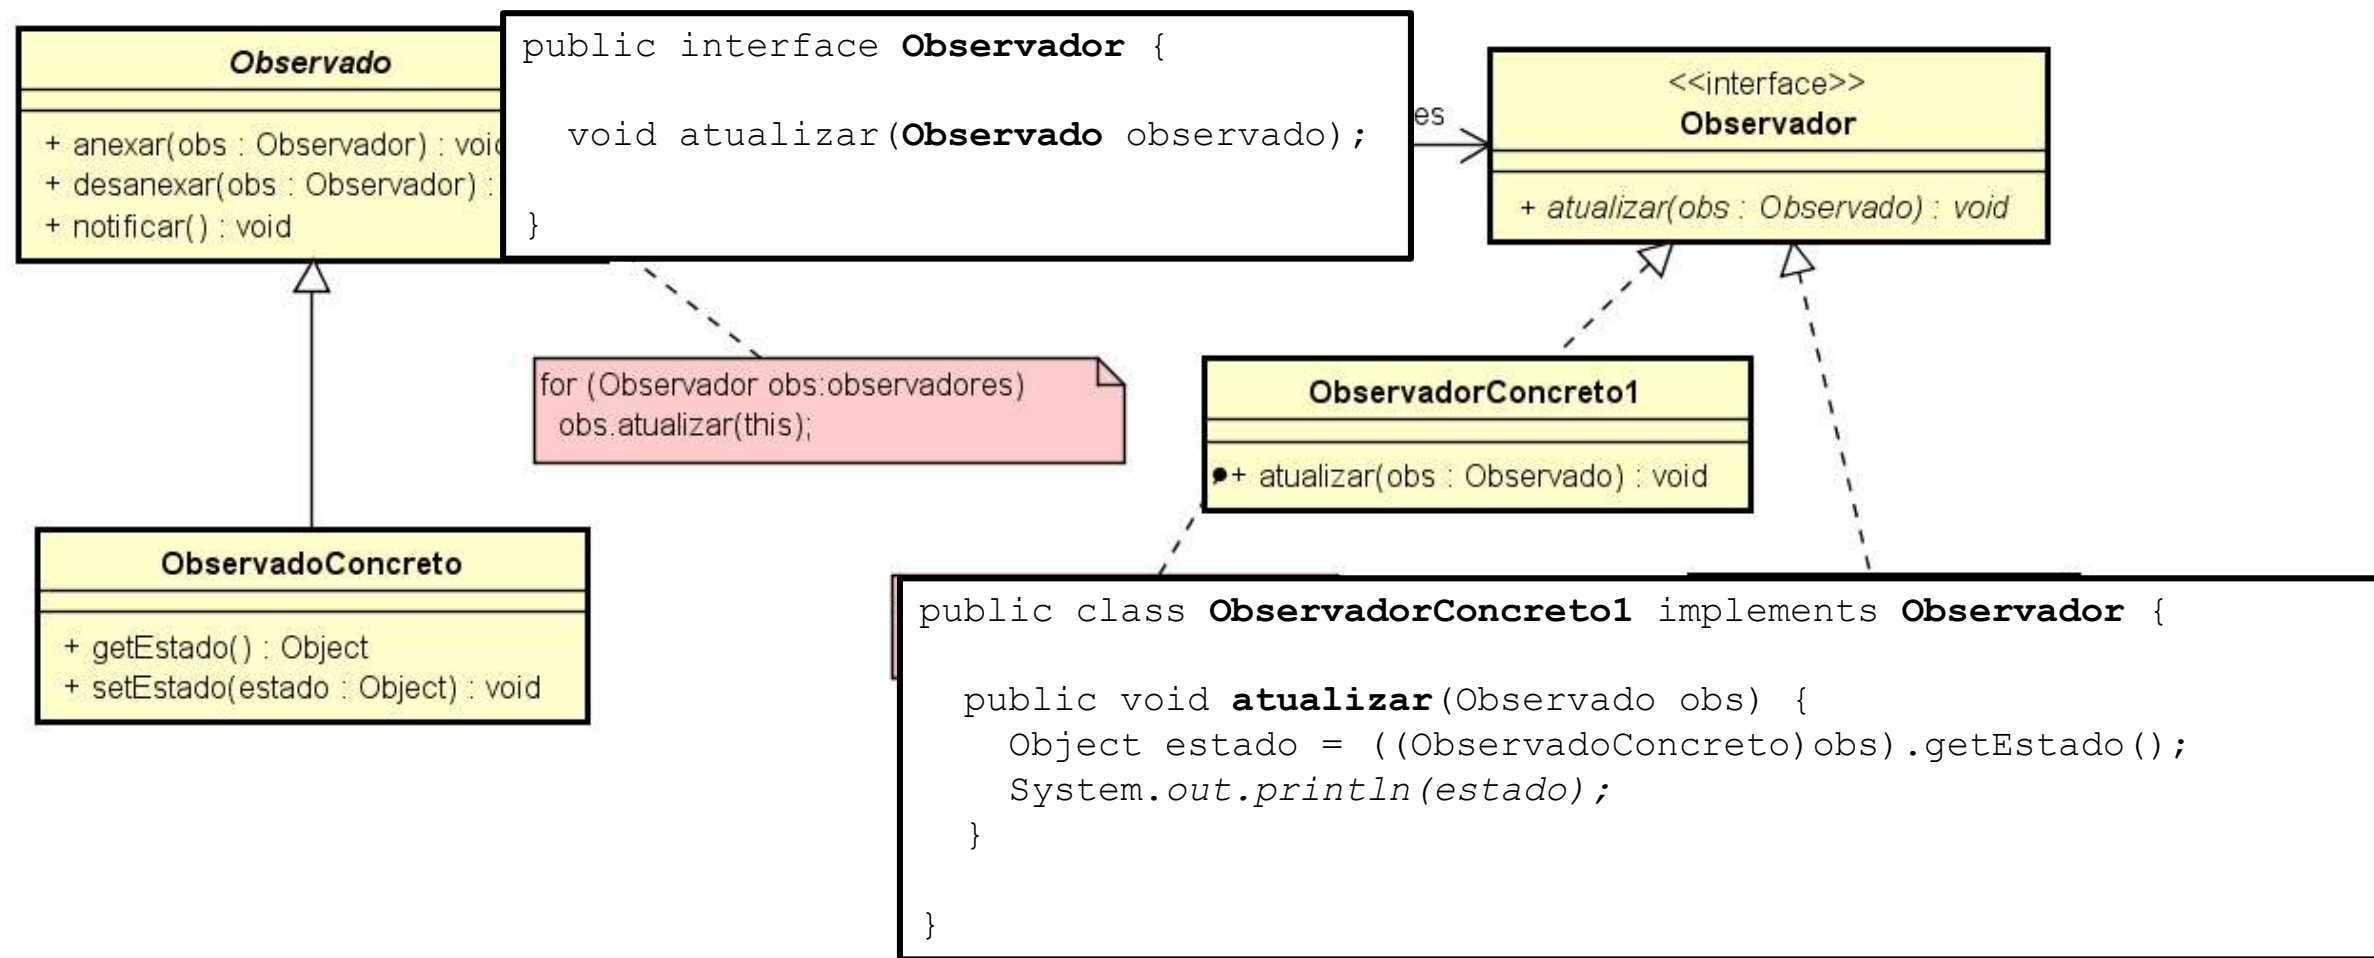 Observado
+ anexar(obs : Observador) : void
+ desanexar(obs : Observador) :
+ notificar() : void
public interface Observador {
void atualizar(Observado observado);
}
es
<<interface>>
Observador
+ atualizar(obs : Observado) : void
for (Observador obs:observadores)
obs.atualizar(this);
ObservadorConcreto1
+ atualizar(obs : Observado) : void
ObservadoConcreto
+ getEstado() : Object
+ setEstado(estado : Object) : void
public class ObservadorConcreto1 implements Observador {
public void atualizar(Observado obs) {
Object estado = ((ObservadoConcreto)obs).getEstado();
System.out.println(estado);
}
}